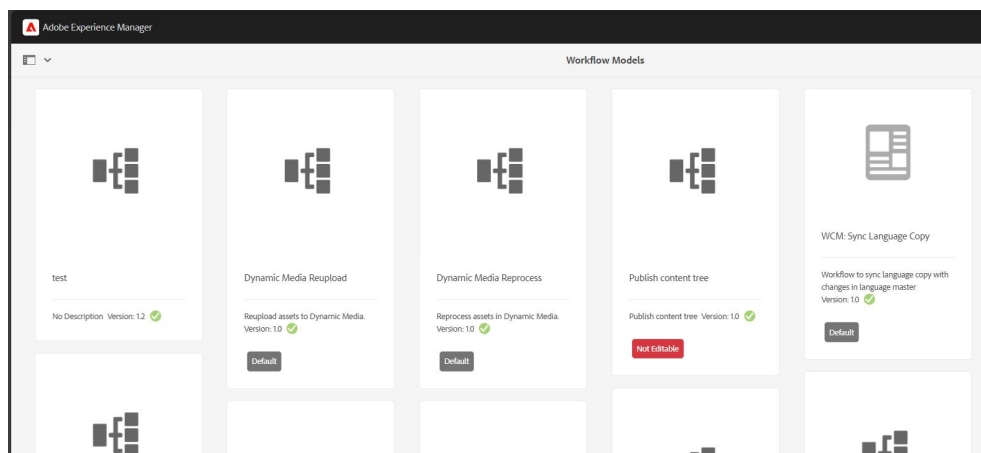 Adobe Experience Manager
Workflow Models
test
No Description Version: 1.2
Dynamic Media Reupload
Reupload assets to Dynamic Media.
Version: 1.0
Default
Dynamic Media Reprocess
Reprocess assets in Dynamic Media.
Version: 1.0
Default
Publish content tree
Publish content tree Version: 1.0
Not Editable
WCM: Sync Language Copy
Workflow to sync language copy with
changes in language master
Version: 1.0
Default